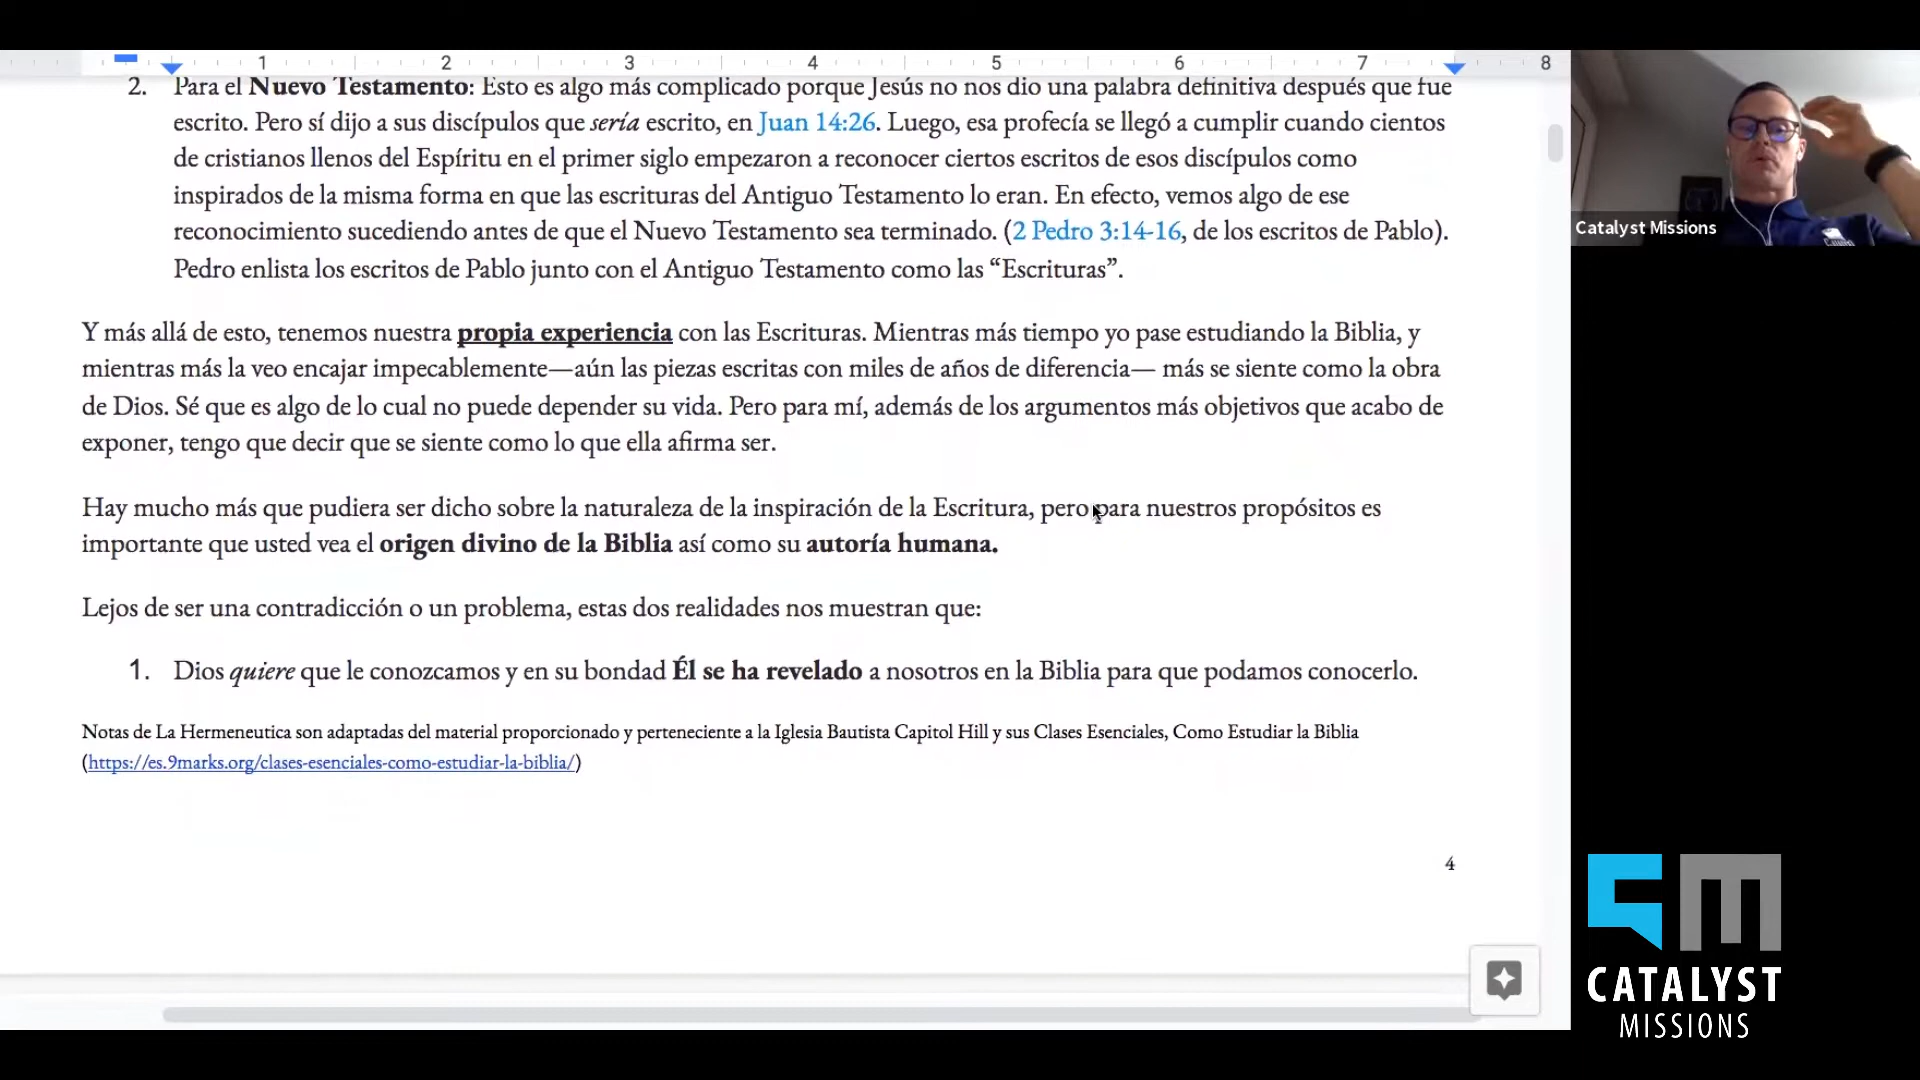 1 2 3 4 5 6 7 8
2. Para el Nuevo Testamento: Esto es algo más complicado porque Jesús no nos dio una palabra definitiva después que fue
escrito. Pero sí dijo a sus discípulos que sería escrito, en Juan 14:26. Luego, esa profecía se llegó a cumplir cuando cientos
de cristianos llenos del Espíritu en el primer siglo empezaron a reconocer ciertos escritos de esos discípulos como
inspirados de la misma forma en que las escrituras del Antiguo Testamento lo eran. En efecto, vemos algo de ese
reconocimiento sucediendo antes de que el Nuevo Testamento sea terminado. (2 Pedro 3:14-16, de los escritos de Pablo).
Pedro enlista los escritos de Pablo junto con el Antiguo Testamento como las “Escrituras”.
Y más allá de esto, tenemos nuestra propia experiencia con las Escrituras. Mientras más tiempo yo pase estudiando la Biblia, y
mientras más la veo encajar impecablemente—aún las piezas escritas con miles de años de diferencia— más se siente como la obra
de Dios. Sé que es algo de lo cual no puede depender su vida. Pero para mí, además de los argumentos más objetivos que acabo de
exponer, tengo que decir que se siente como lo que ella afirma ser.
Hay mucho más que pudiera ser dicho sobre la naturaleza de la inspiración de la Escritura, pero para nuestros propósitos es
importante que usted vea el origen divino de la Biblia así como su autoría humana.
Lejos de ser una contradicción o un problema, estas dos realidades nos muestran que:
1. Dios quiere que le conozcamos y en su bondad Él se ha revelado a nosotros en la Biblia para que podamos conocerlo.
Notas de La Hermeneutica son adaptadas del material proporcionado y perteneciente a la Iglesia Bautista Capitol Hill y sus Clases Esenciales, Como Estudiar la Biblia
(https://es.9marks.org/clases-esenciales-como-estudiar-la-biblia/)
4
Catalyst Missions
CM
CATALYST
MISSIONS